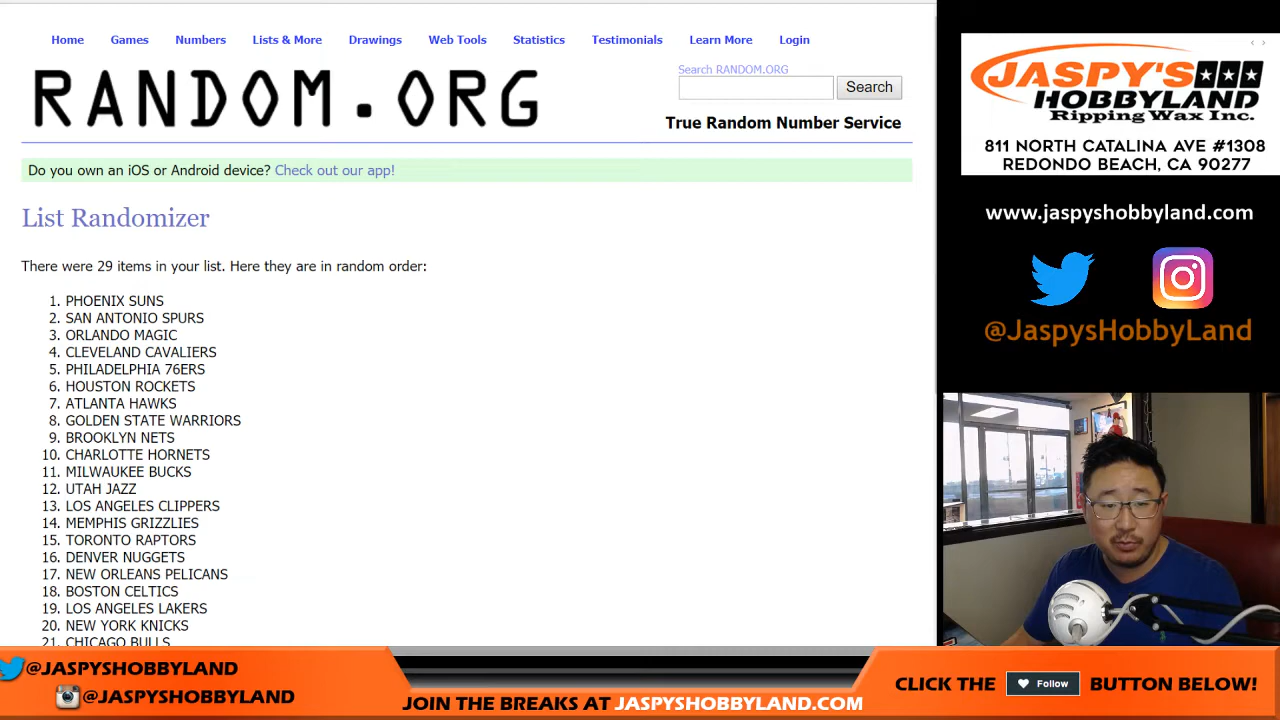 Home Games Numbers Lists & More Drawings Web Tools Statistics Testimonials Learn More Login
RANDOM.ORG
Search RANDOM.ORG
Search
True Random Number Service
Do you own an iOS or Android device? Check out our app!
List Randomizer
There were 29 items in your list. Here they are in random order:
1. PHOENIX SUNS
2. SAN ANTONIO SPURS
3. ORLANDO MAGIC
4. CLEVELAND CAVALIERS
5. PHILADELPHIA 76ERS
6. HOUSTON ROCKETS
7. ATLANTA HAWKS
8. GOLDEN STATE WARRIORS
9. BROOKLYN NETS
10. CHARLOTTE HORNETS
11. MILWAUKEE BUCKS
12. UTAH JAZZ
13. LOS ANGELES CLIPPERS
14. MEMPHIS GRIZZLIES
15. TORONTO RAPTORS
16. DENVER NUGGETS
17. NEW ORLEANS PELICANS
18. BOSTON CELTICS
19. LOS ANGELES LAKERS
20. NEW YORK KNICKS
21. CHICAGO BULLS
JASPY'S
HOBBYLAND
Ripping Wax Inc.
811 NORTH CATALINA AVE #1308
REDONDO BEACH, CA 90277
www.jaspyshobbyland.com
@JaspysHobbyLand
@JASPYSHOBBYLAND
@JASPYSHOBBYLAND
JOIN THE BREAKS AT JASPYSHOBBYLAND.COM
CLICK THE Follow BUTTON BELOW!